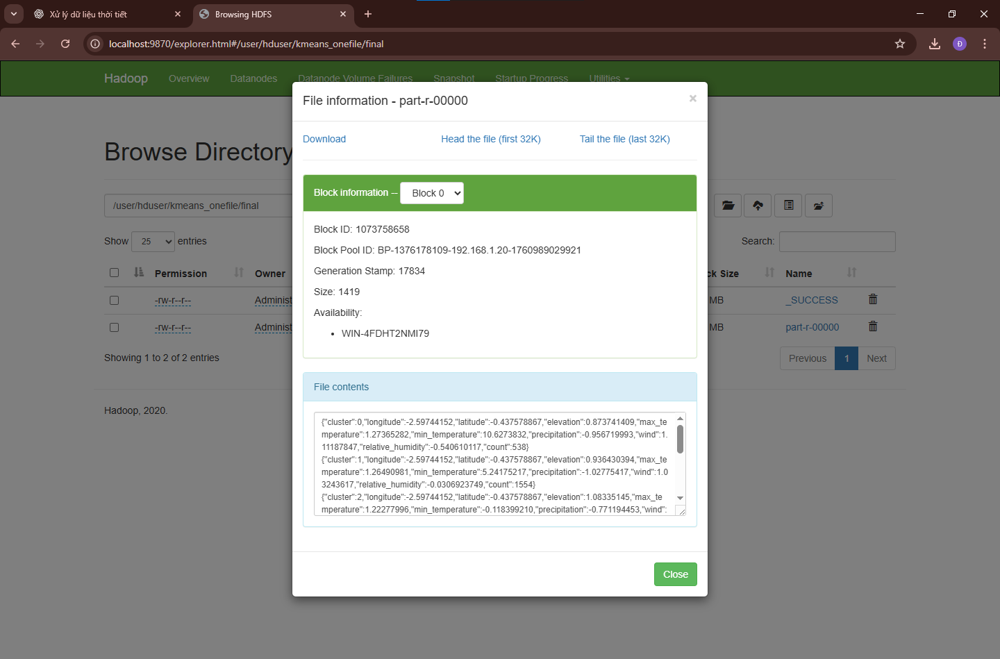 Xử lý dữ liệu thời tiết
Browsing HDFS
localhost:9870/explorer.html#/user/hduser/kmeans_onefile/final
Đ
Hadoop
Overview
Datanodes
Datanode Volume Failures
Snapshot
Startup Progress
Utilities
File information - part-r-00000
×
Download
Head the file (first 32K)
Tail the file (last 32K)
Browse Directory
Block information --
Block 0
/user/hduser/kmeans_onefile/final
Block ID: 1073758658
Show 25 entries
Search:
Block Pool ID: BP-1376178109-192.168.1.20-1760989029921
Generation Stamp: 17834
Permission
Owner
ck Size
Name
Size: 1419
-rw-r--r--
Administ
MB
_SUCCESS
Availability:
-rw-r--r--
Administ
MB
part-r-00000
WIN-4FDHT2NMI79
Showing 1 to 2 of 2 entries
Previous
1
Next
File contents
Hadoop, 2020.
{"cluster":0,"longitude":-2.59744152,"latitude":-0.437578867,"elevation":0.873741409,"max_te
mperature":1.27365282,"min_temperature":10.6273832,"precipitation":-0.956719993,"wind":1.
11187847,"relative_humidity":-0.540610117,"count":538}
{"cluster":1,"longitude":-2.59744152,"latitude":-0.437578867,"elevation":0.936430394,"max_te
mperature":1.26490981,"min_temperature":5.24175217,"precipitation":-1.02775417,"wind":1.0
3243617,"relative_humidity":-0.0306923749,"count":1554}
{"cluster":2,"longitude":-2.59744152,"latitude":-0.437578867,"elevation":1.08335145,"max_te
mperature":1.22277996,"min_temperature":-0.118399210,"precipitation":-0.771194453,"wind":
Close